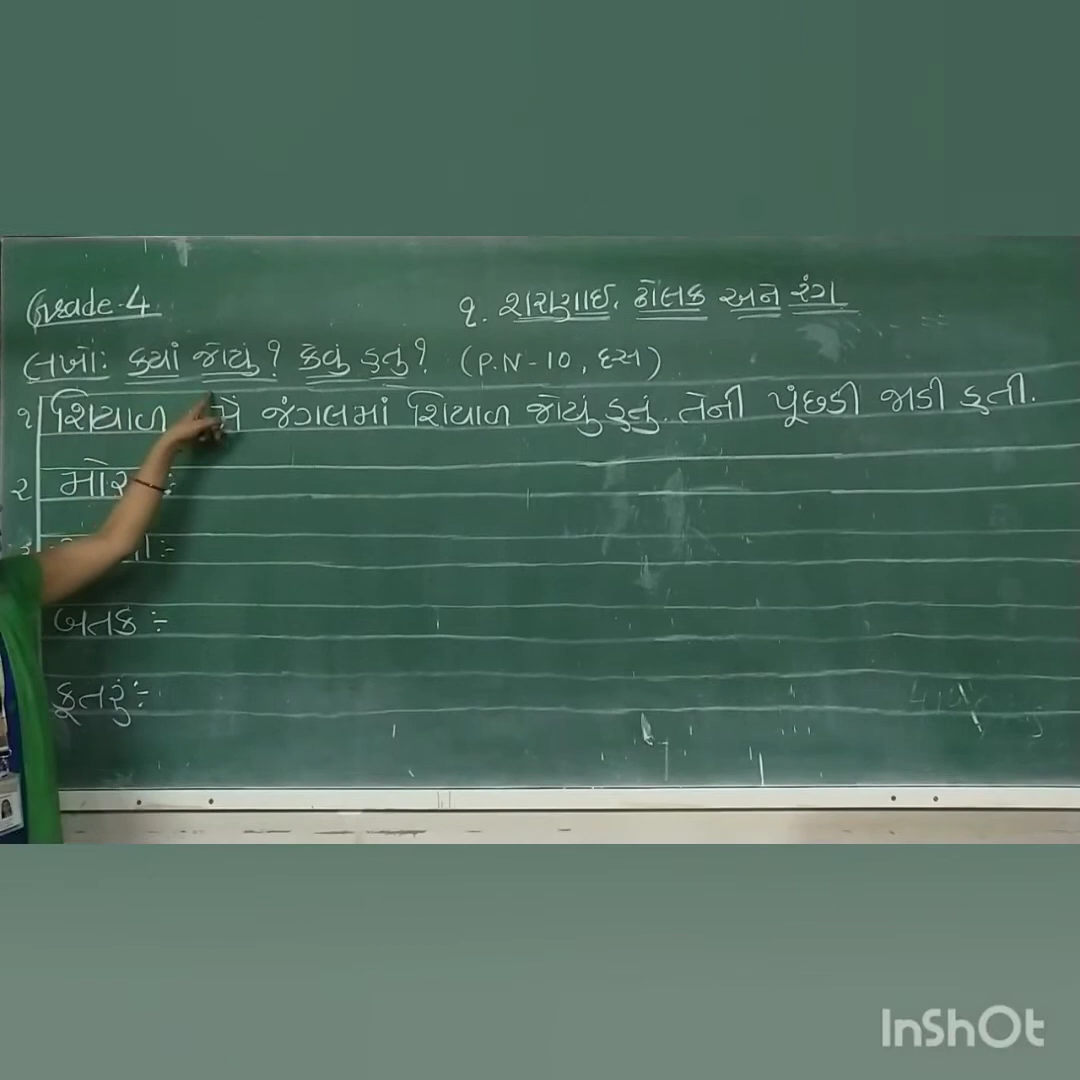 Grade-4
૧. શરણાઈ, ઢોલક અને રંગ
લખો: ક્યાં જોયું? કેવું હતું? (P.N-10, દસ)
૧ શિયાળ મેં જંગલમાં શિયાળ જોયું હતું. તેની પૂંછડી જાડી હતી.
૨ મોર :
બતક :-
કૂતરું :-
InShOt